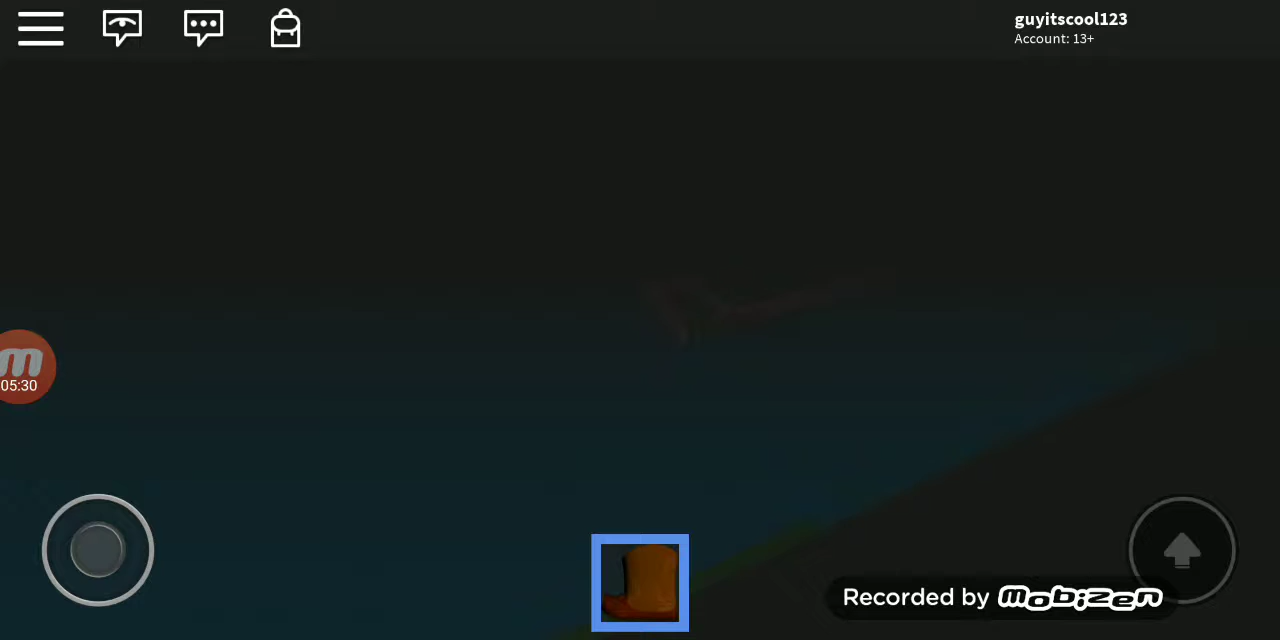 guyitscool123
Account: 13+
m
05:30
Recorded by mobizen